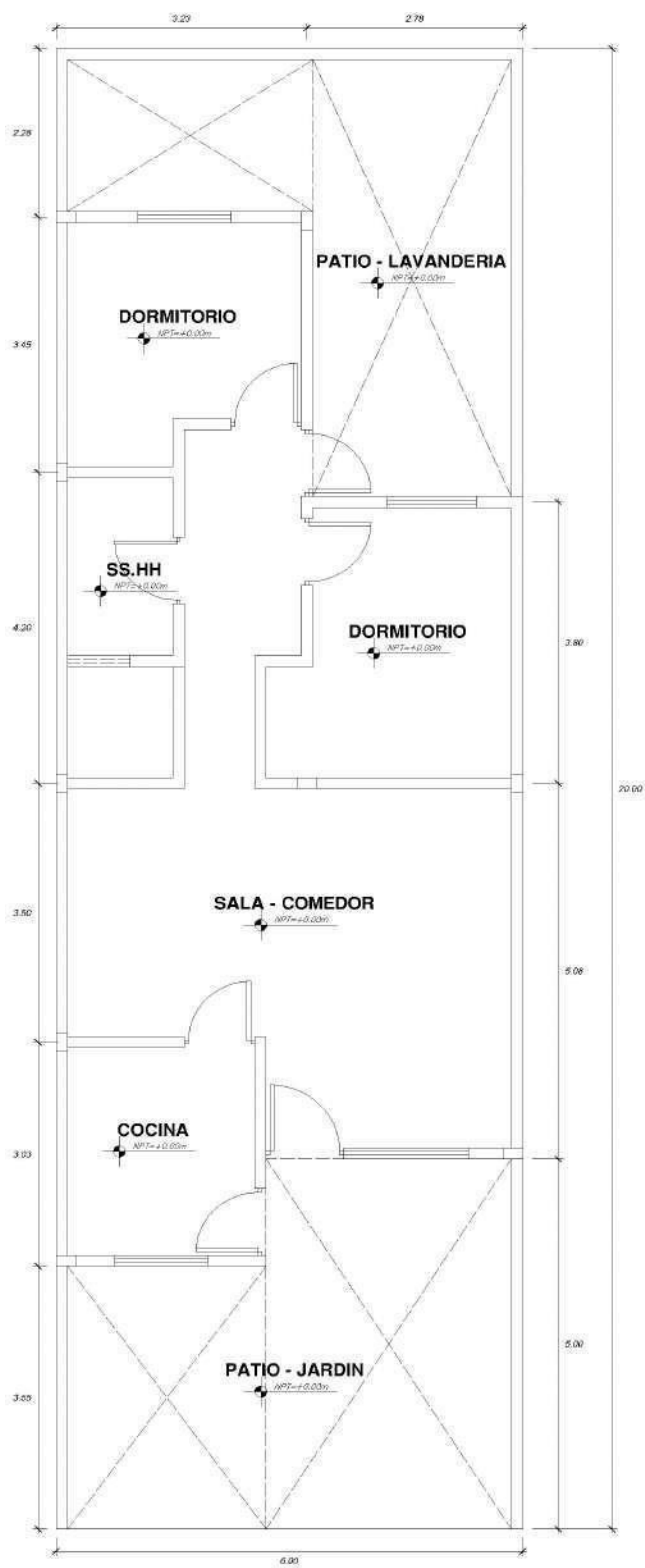 3.23
2.78
2.28
PATIO - LAVANDERIA
NPT=+0.00m
DORMITORIO
NPT=+0.00m
3.45
SS.HH
NPT=+0.00m
4.20
DORMITORIO
NPT=+0.00m
3.80
20.00
SALA - COMEDOR
NPT=+0.00m
3.50
5.08
COCINA
NPT=+0.00m
3.03
5.00
PATIO - JARDIN
NPT=+0.00m
6.00